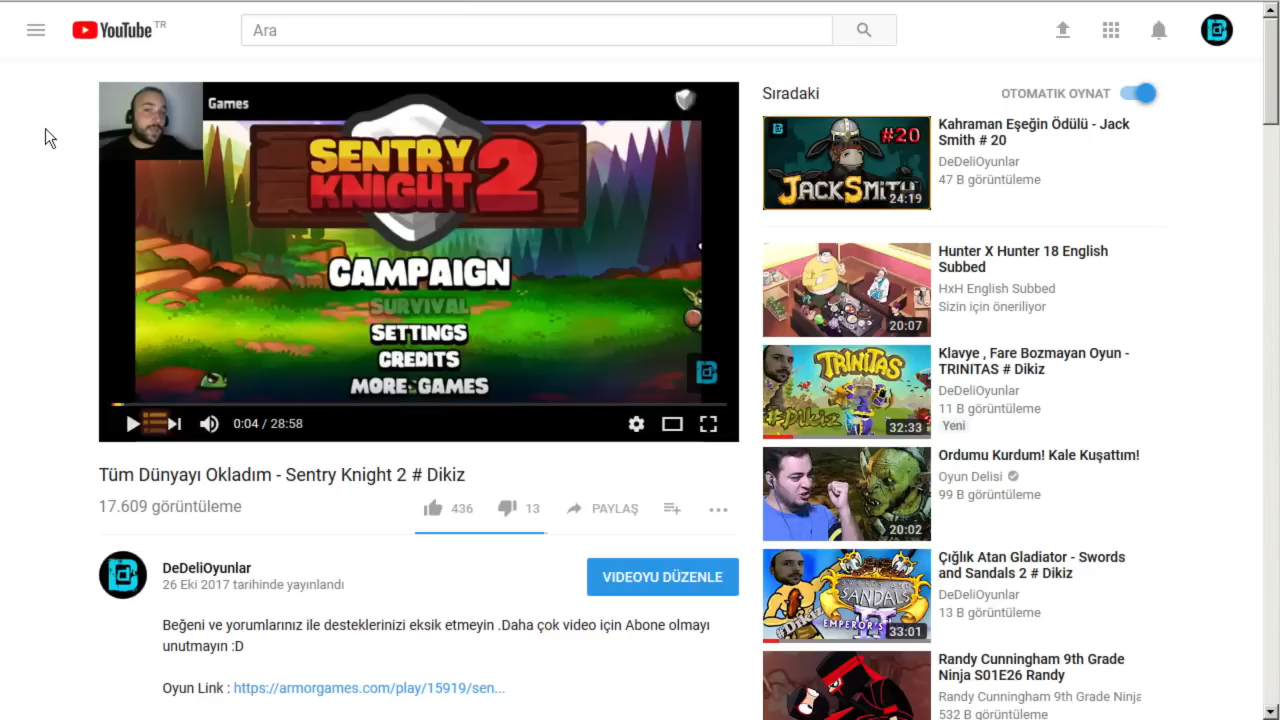 YouTube TR
Ara
Games
SENTRY
KNIGHT 2
CAMPAIGN
SURVIVAL
SETTINGS
CREDITS
MORE GAMES
0:04 / 28:58
Tüm Dünyayı Okladım - Sentry Knight 2 # Dikiz
17.609 görüntüleme
436
13
PAYLAŞ
DeDeliOyunlar
26 Eki 2017 tarihinde yayınlandı
VIDEOYU DÜZENLE
Beğeni ve yorumlarınız ile desteklerinizi eksik etmeyin .Daha çok video için Abone olmayı
unutmayın :D
Oyun Link : https://armorgames.com/play/15919/sen...
Sıradaki
OTOMATIK OYNAT
#20
JACKSMITH
24:19
Kahraman Eşeğin Ödülü - Jack
Smith # 20
DeDeliOyunlar
47 B görüntüleme
20:07
Hunter X Hunter 18 English
Subbed
HxH English Subbed
Sizin için öneriliyor
TRINITAS
#Dikiz
32:33
Klavye , Fare Bozmayan Oyun -
TRINITAS # Dikiz
DeDeliOyunlar
11 B görüntüleme
Yeni
20:02
Ordumu Kurdum! Kale Kuşattım!
Oyun Delisi
99 B görüntüleme
SWORDS AND
SANDALS
EMPEROR'S
#DİKİZ
33:01
Çığlık Atan Gladiator - Swords
and Sandals 2 # Dikiz
DeDeliOyunlar
13 B görüntüleme
Randy Cunningham 9th Grade
Ninja S01E26 Randy
Randy Cunningham 9th Grade Ninja
532 B görüntüleme